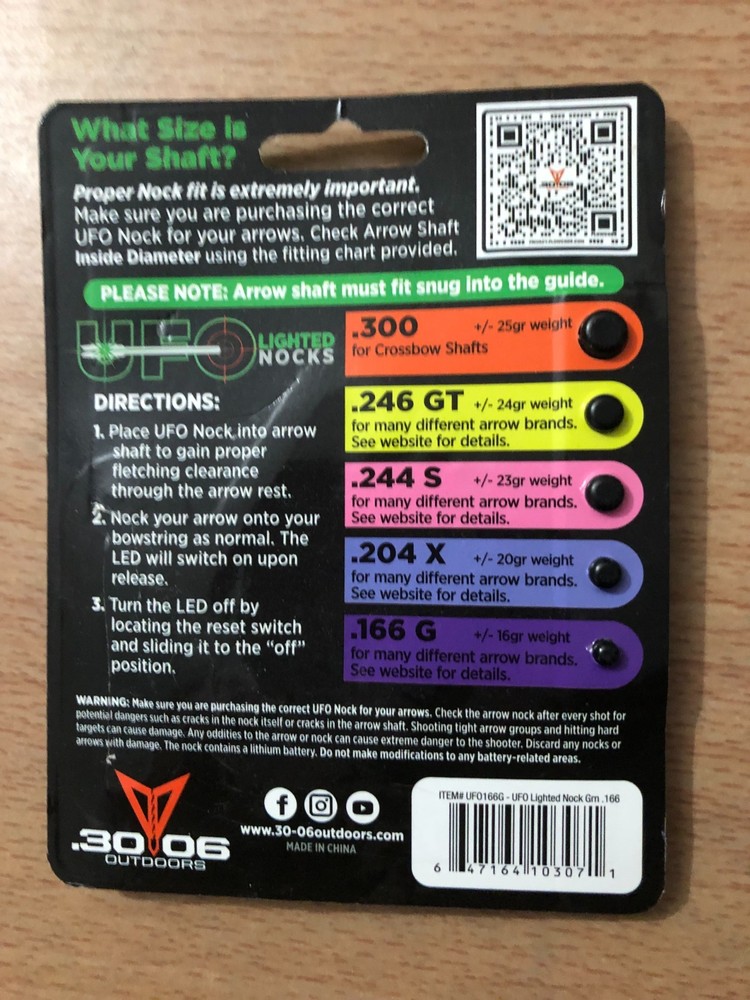 What Size is
Your Shaft?
Proper Nock fit is extremely important.
Make sure you are purchasing the correct
UFO Nock for your arrows. Check Arrow Shaft
Inside Diameter using the fitting chart provided.
PLEASE NOTE: Arrow shaft must fit snug into the guide.
UFO LIGHTED
NOCKS
DIRECTIONS:
1. Place UFO Nock into arrow
shaft to gain proper
fletching clearance
through the arrow rest.
2. Nock your arrow onto your
bowstring as normal. The
LED will switch on upon
release.
3. Turn the LED off by
locating the reset switch
and sliding it to the “off”
position.
.300 +/- 25gr weight
for Crossbow Shafts
.246 GT +/- 24gr weight
for many different arrow brands.
See website for details.
.244 S +/- 23gr weight
for many different arrow brands.
See website for details.
.204 X +/- 20gr weight
for many different arrow brands.
See website for details.
.166 G +/- 16gr weight
for many different arrow brands.
See website for details.
WARNING: Make sure you are purchasing the correct UFO Nock for your arrows. Check the arrow nock after every shot for
potential dangers such as cracks in the nock itself or cracks in the arrow shaft. Shooting tight arrow groups and hitting hard
targets can cause damage. Any oddities to the arrow or nock can cause extreme danger to the shooter. Discard any nocks or
arrows with damage. The nock contains a lithium battery. Do not make modifications to any battery-related areas.
.30-06
OUTDOORS
www.30-06outdoors.com
MADE IN CHINA
ITEM# UFO166G - UFO Lighted Nock Grn .166
6 47164 10307 1